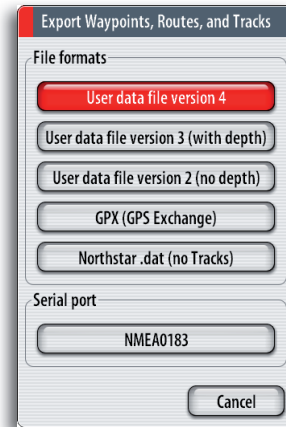 Export Waypoints, Routes, and Tracks
File formats
User data file version 4
User data file version 3 (with depth)
User data file version 2 (no depth)
GPX (GPS Exchange)
Northstar .dat (no Tracks)
Serial port
NMEA0183
Cancel